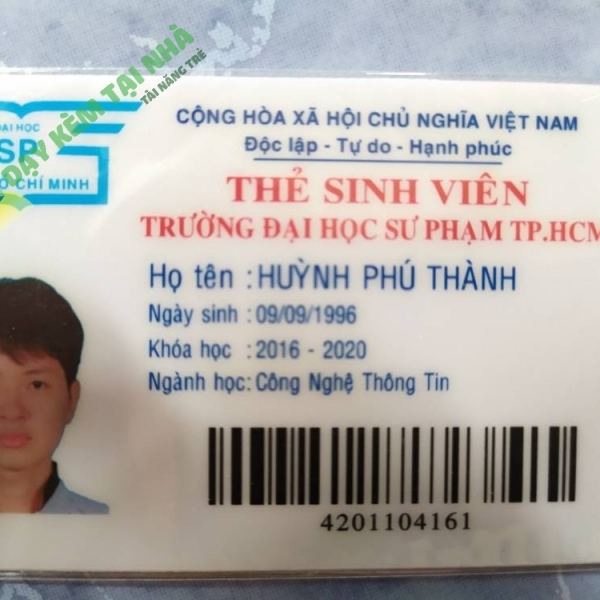 DẠY KÈM TẠI NHÀ
TÀI NĂNG TRẺ
ĐẠI HỌC
SP
CHÍ MINH
CỘNG HÒA XÃ HỘI CHỦ NGHĨA VIỆT NAM
Độc lập - Tự do - Hạnh phúc
THẺ SINH VIÊN
TRƯỜNG ĐẠI HỌC SƯ PHẠM TP.HCM
Họ tên : HUỲNH PHÚ THÀNH
Ngày sinh : 09/09/1996
Khóa học : 2016 - 2020
Ngành học: Công Nghệ Thông Tin
4201104161